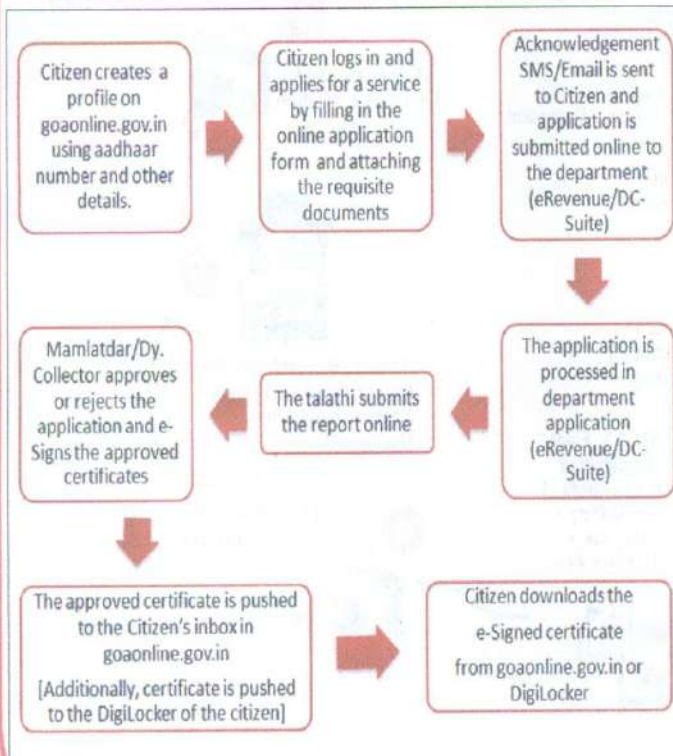 Citizen creates a
profile on
goaonline.gov.in
using aadhaar
number and other
details.
Citizen logs in and
applies for a service
by filling in the
online application
form and attaching
the requisite
documents
Acknowledgement
SMS/Email is sent
to Citizen and
application is
submitted online to
the department
(eRevenue/DC-
Suite)
The application is
processed in
department
application
(eRevenue/DC-
Suite)
The talathi submits
the report online
Mamlatdar/Dy.
Collector approves
or rejects the
application and e-
Signs the approved
certificates
The approved certificate is pushed
to the Citizen's inbox in
goaonline.gov.in
[Additionally, certificate is pushed
to the DigiLocker of the citizen]
Citizen downloads the
e-Signed certificate
from goaonline.gov.in or
DigiLocker